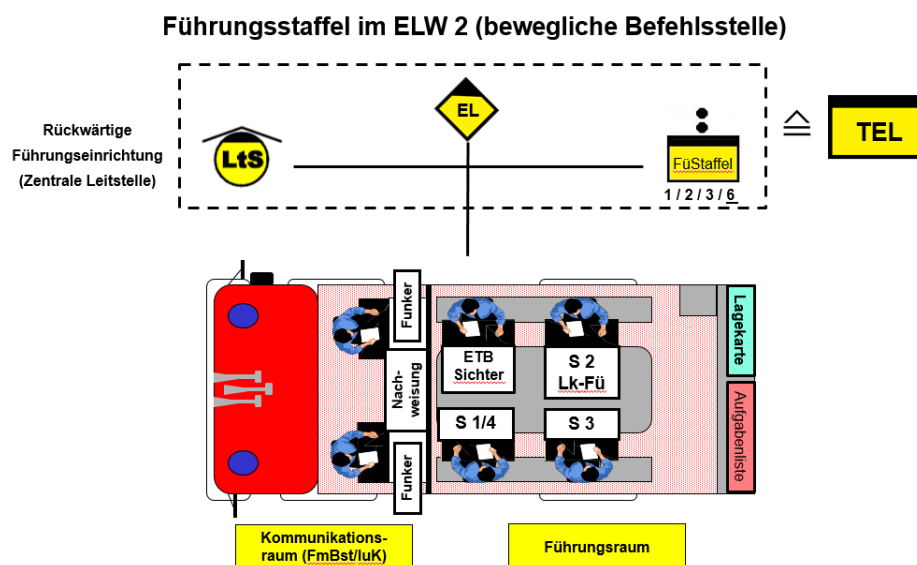 Führungsstaffel im ELW 2 (bewegliche Befehlsstelle)
Rückwärtige
Führungseinrichtung
(Zentrale Leitstelle)
LtS
EL
FüStaffel
1 / 2 / 3 / 6
TEL
Funker
Nach-
weisung
Funker
ETB
Sichter
S 2
Lk-Fü
S 1/4
S 3
Lagekarte
Aufgabenliste
Kommunikations-
raum (FmBst/IuK)
Führungsraum